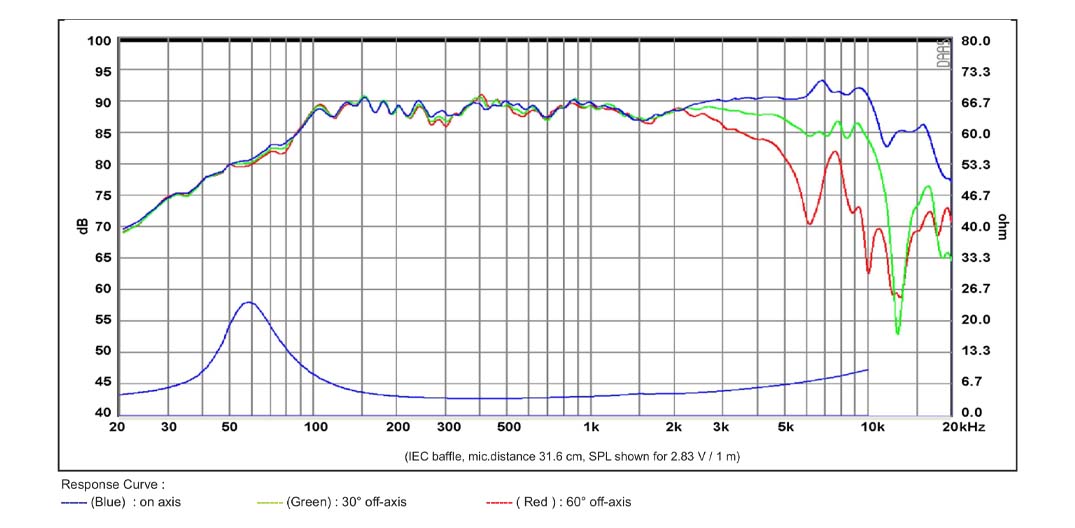 100 80.0
DAAS
95 73.3
90 66.7
85 60.0
80 53.3
75 46.7
70 40.0
dB ohm
65 33.3
60 26.7
55 20.0
50 13.3
45 6.7
40 0.0
20 30 50 100 200 300 500 1k 2k 3k 5k 10k 20kHz
(IEC baffle, mic.distance 31.6 cm, SPL shown for 2.83 V / 1 m)
Response Curve :
(Blue) : on axis (Green) : 30° off-axis ( Red ) : 60° off-axis